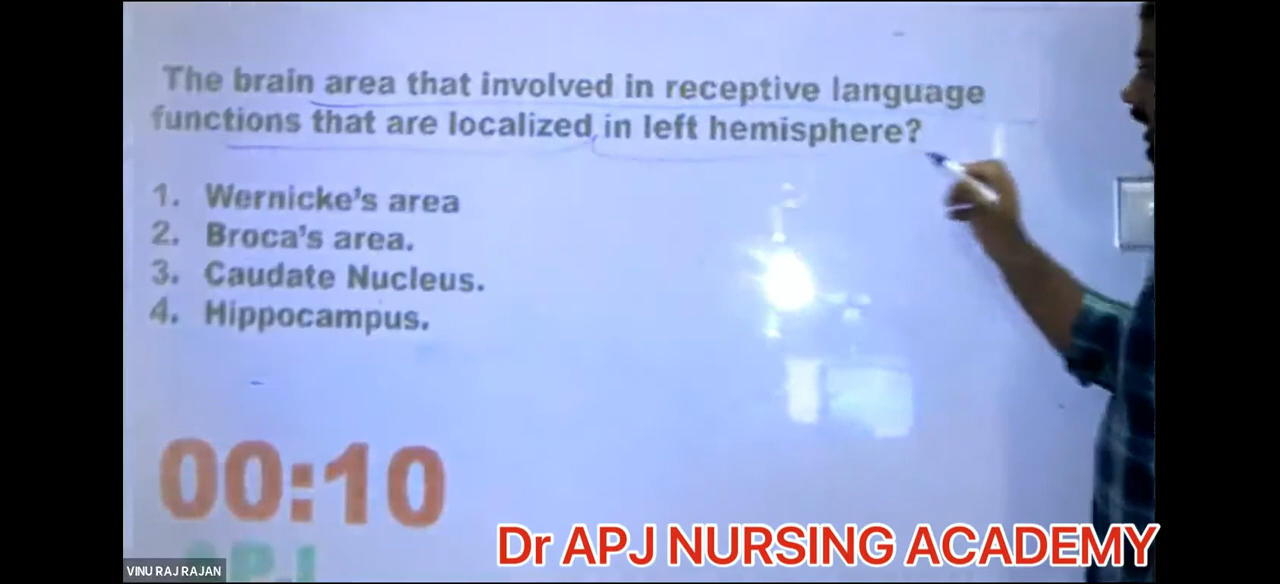 The brain area that involved in receptive language
functions that are localized in left hemisphere?
1. Wernicke's area
2. Broca's area.
3. Caudate Nucleus.
4. Hippocampus.
00:10
APJ
Dr APJ NURSING ACADEMY
VINU RAJ RAJAN